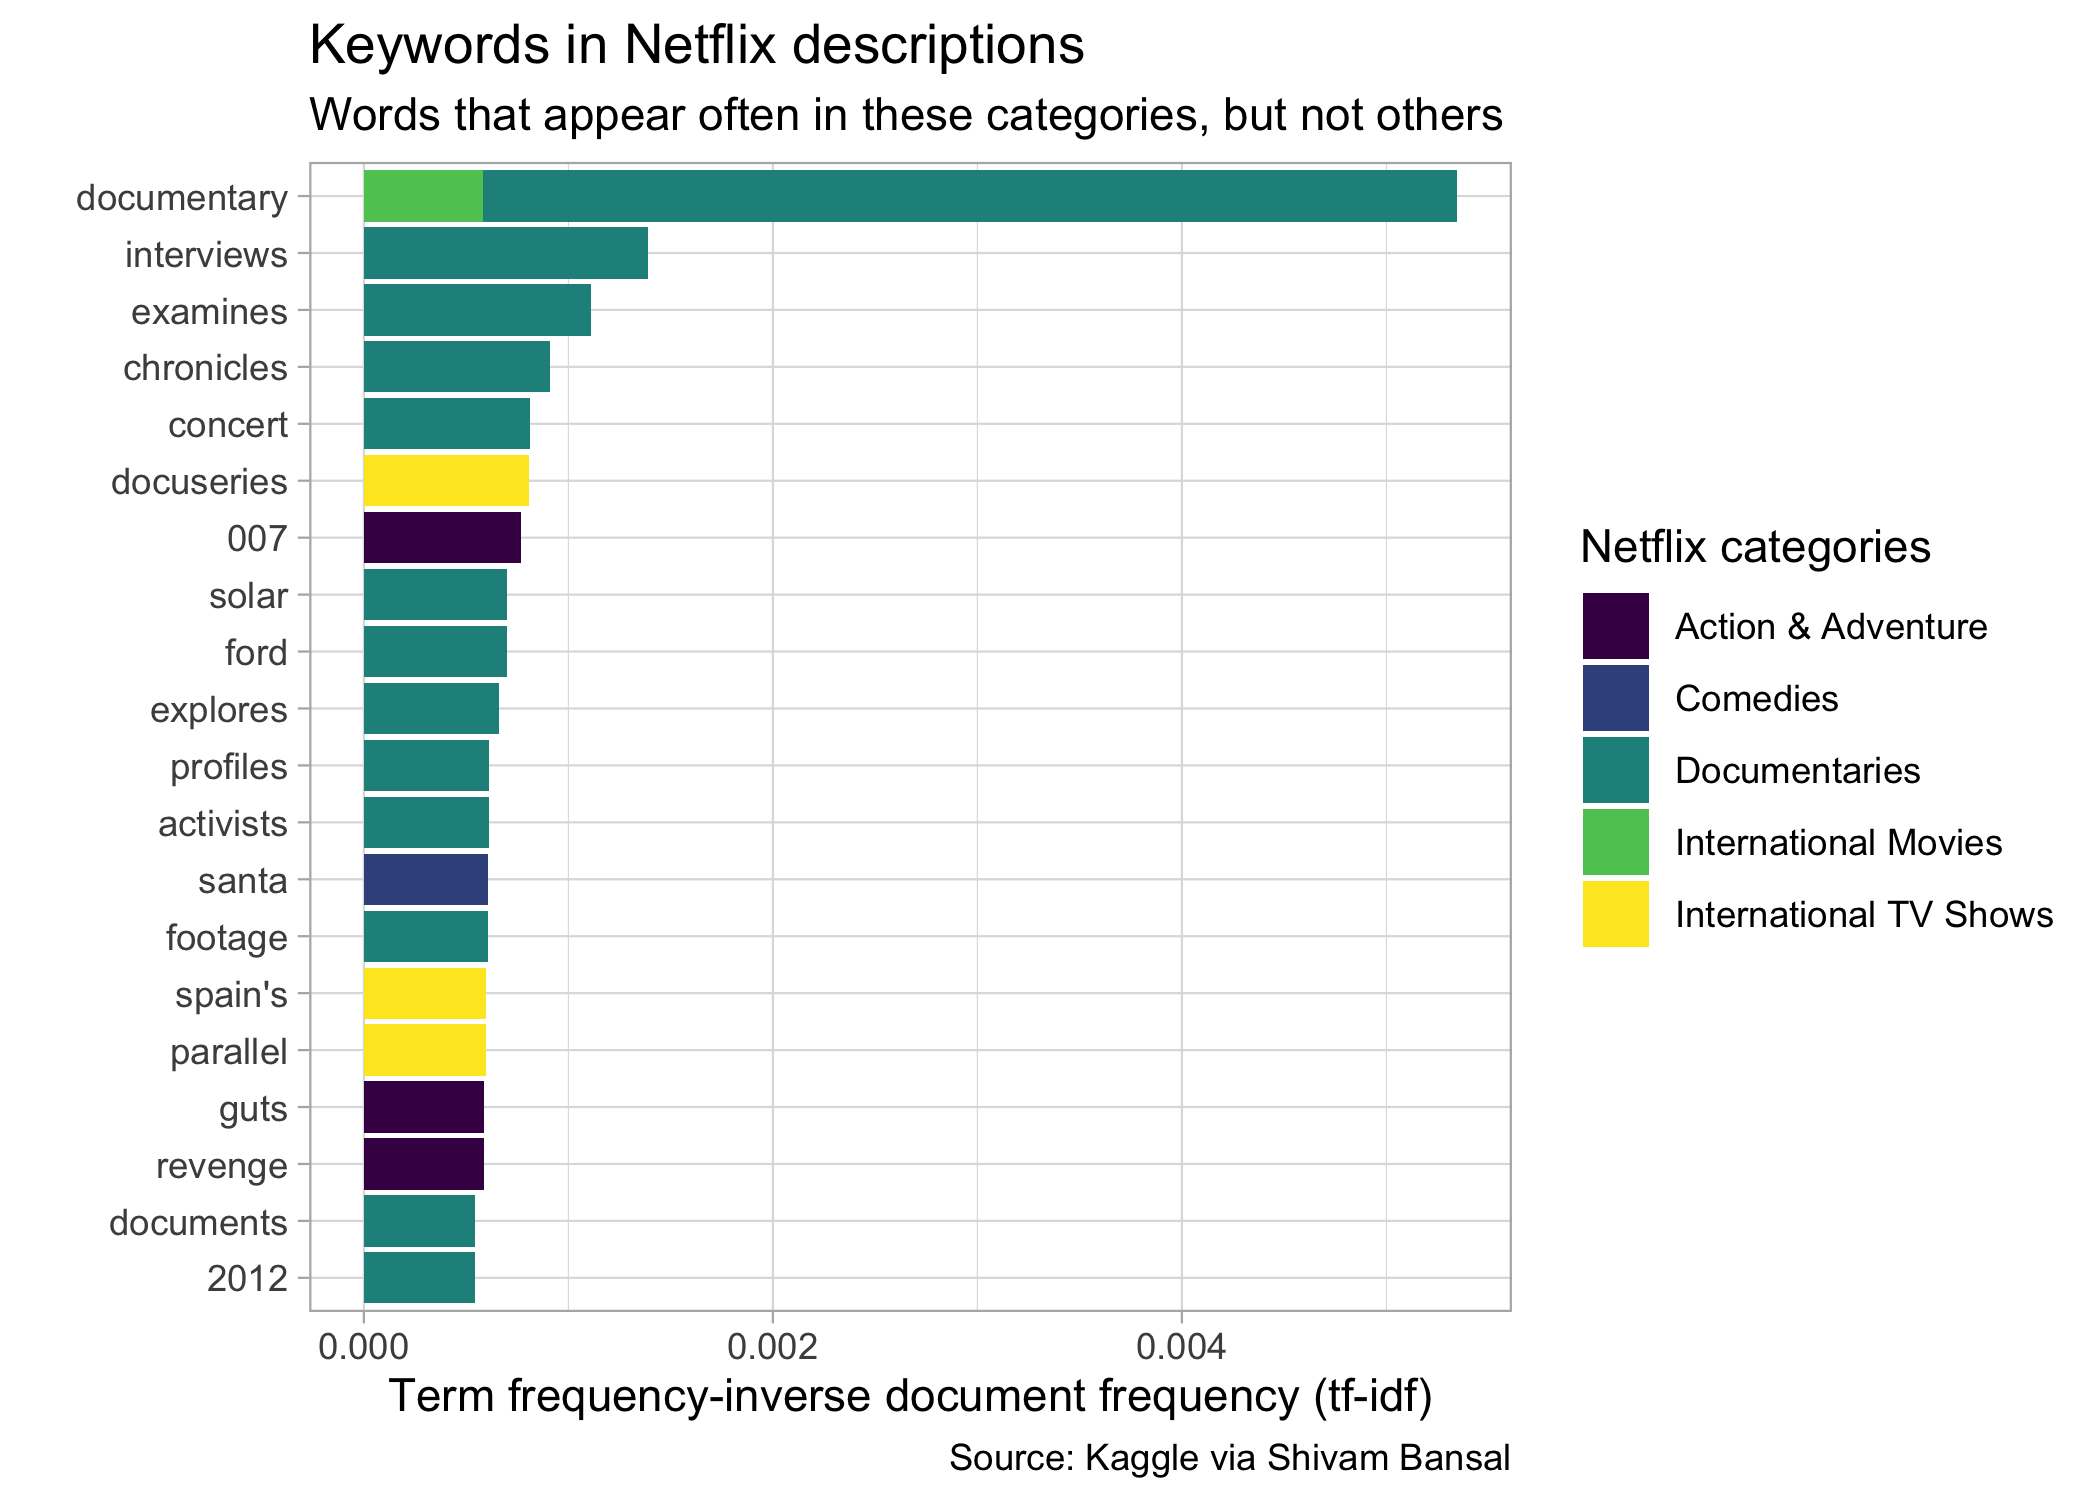 Keywords in Netflix descriptions
Words that appear often in these categories, but not others
documentary
interviews
examines
chronicles
concert
docuseries
007
solar
ford
explores
profiles
activists
santa
footage
spain's
parallel
guts
revenge
documents
2012
0.000 0.002 0.004
Term frequency-inverse document frequency (tf-idf)
Source: Kaggle via Shivam Bansal
Netflix categories
Action & Adventure
Comedies
Documentaries
International Movies
International TV Shows